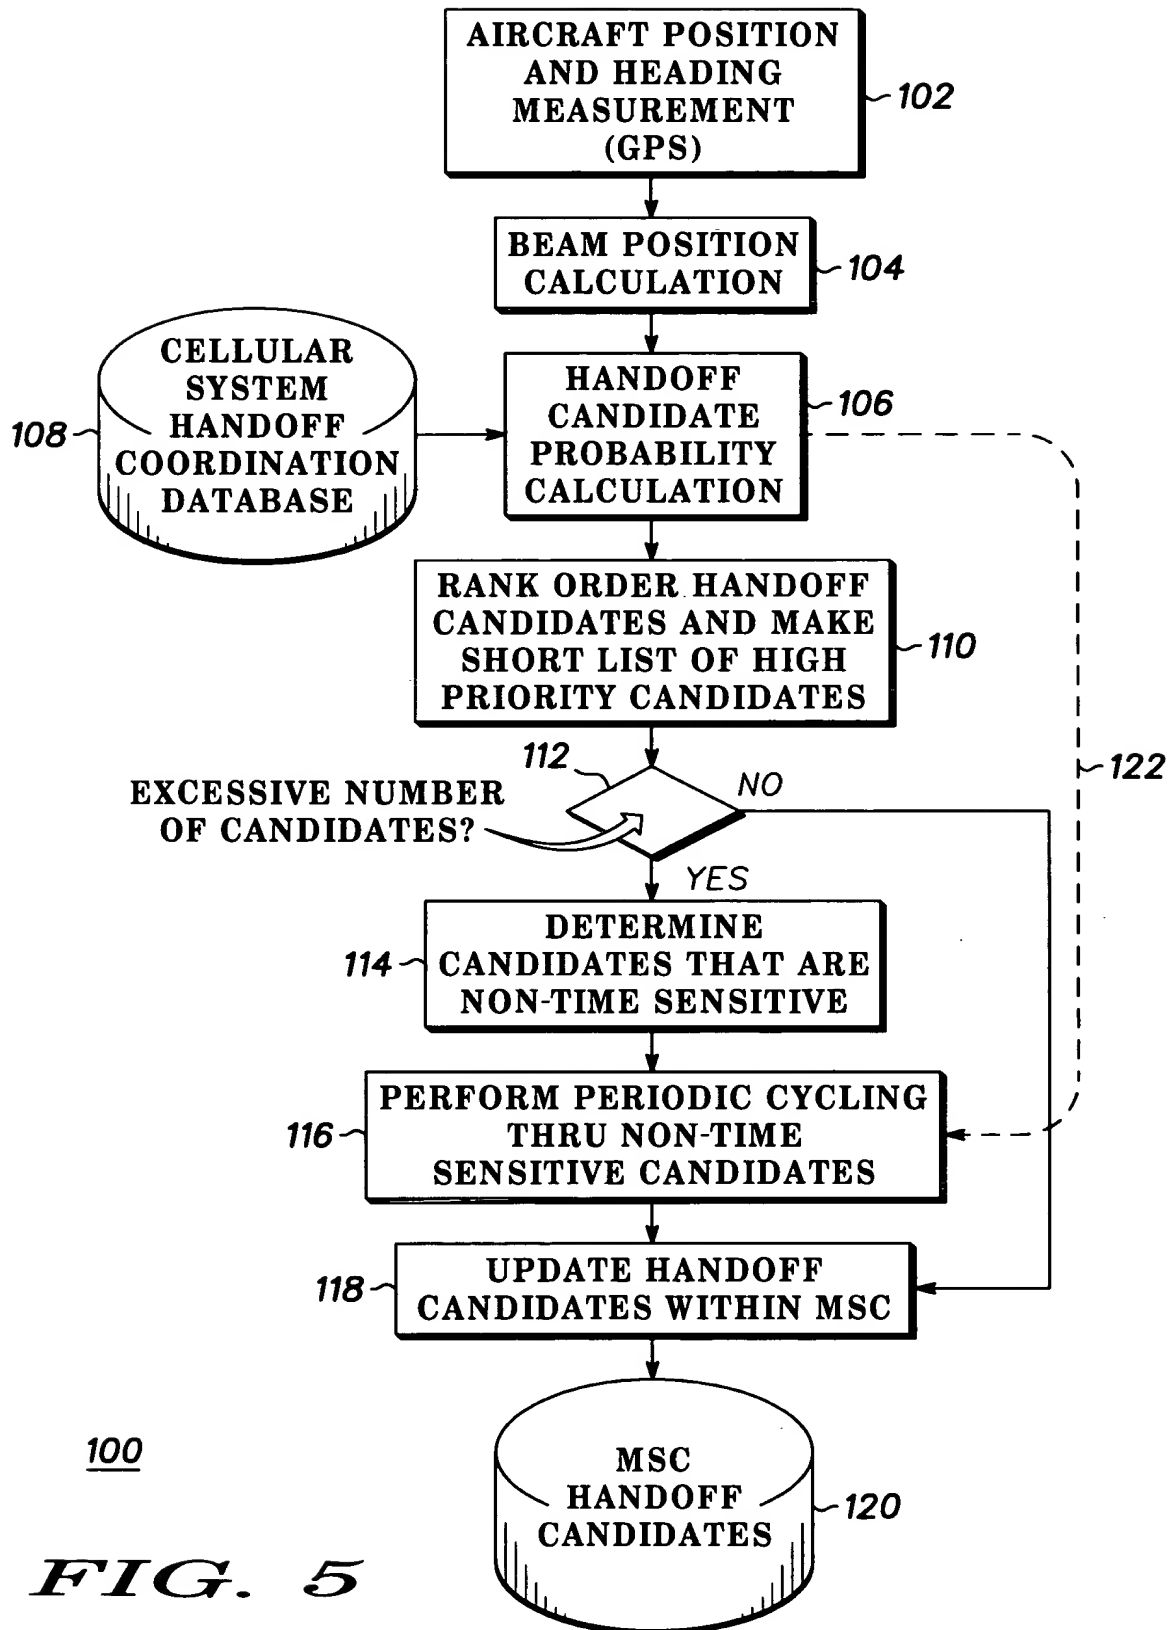 AIRCRAFT POSITION
AND HEADING
MEASUREMENT
(GPS)
102
BEAM POSITION
CALCULATION
104
CELLULAR
SYSTEM
HANDOFF
COORDINATION
DATABASE
108
HANDOFF
CANDIDATE
PROBABILITY
CALCULATION
106
RANK ORDER HANDOFF
CANDIDATES AND MAKE
SHORT LIST OF HIGH
PRIORITY CANDIDATES
110
122
112
NO
EXCESSIVE NUMBER
OF CANDIDATES?
YES
DETERMINE
CANDIDATES THAT ARE
NON-TIME SENSITIVE
114
PERFORM PERIODIC CYCLING
THRU NON-TIME
SENSITIVE CANDIDATES
116
UPDATE HANDOFF
CANDIDATES WITHIN MSC
118
MSC
HANDOFF
CANDIDATES
120
100
FIG. 5